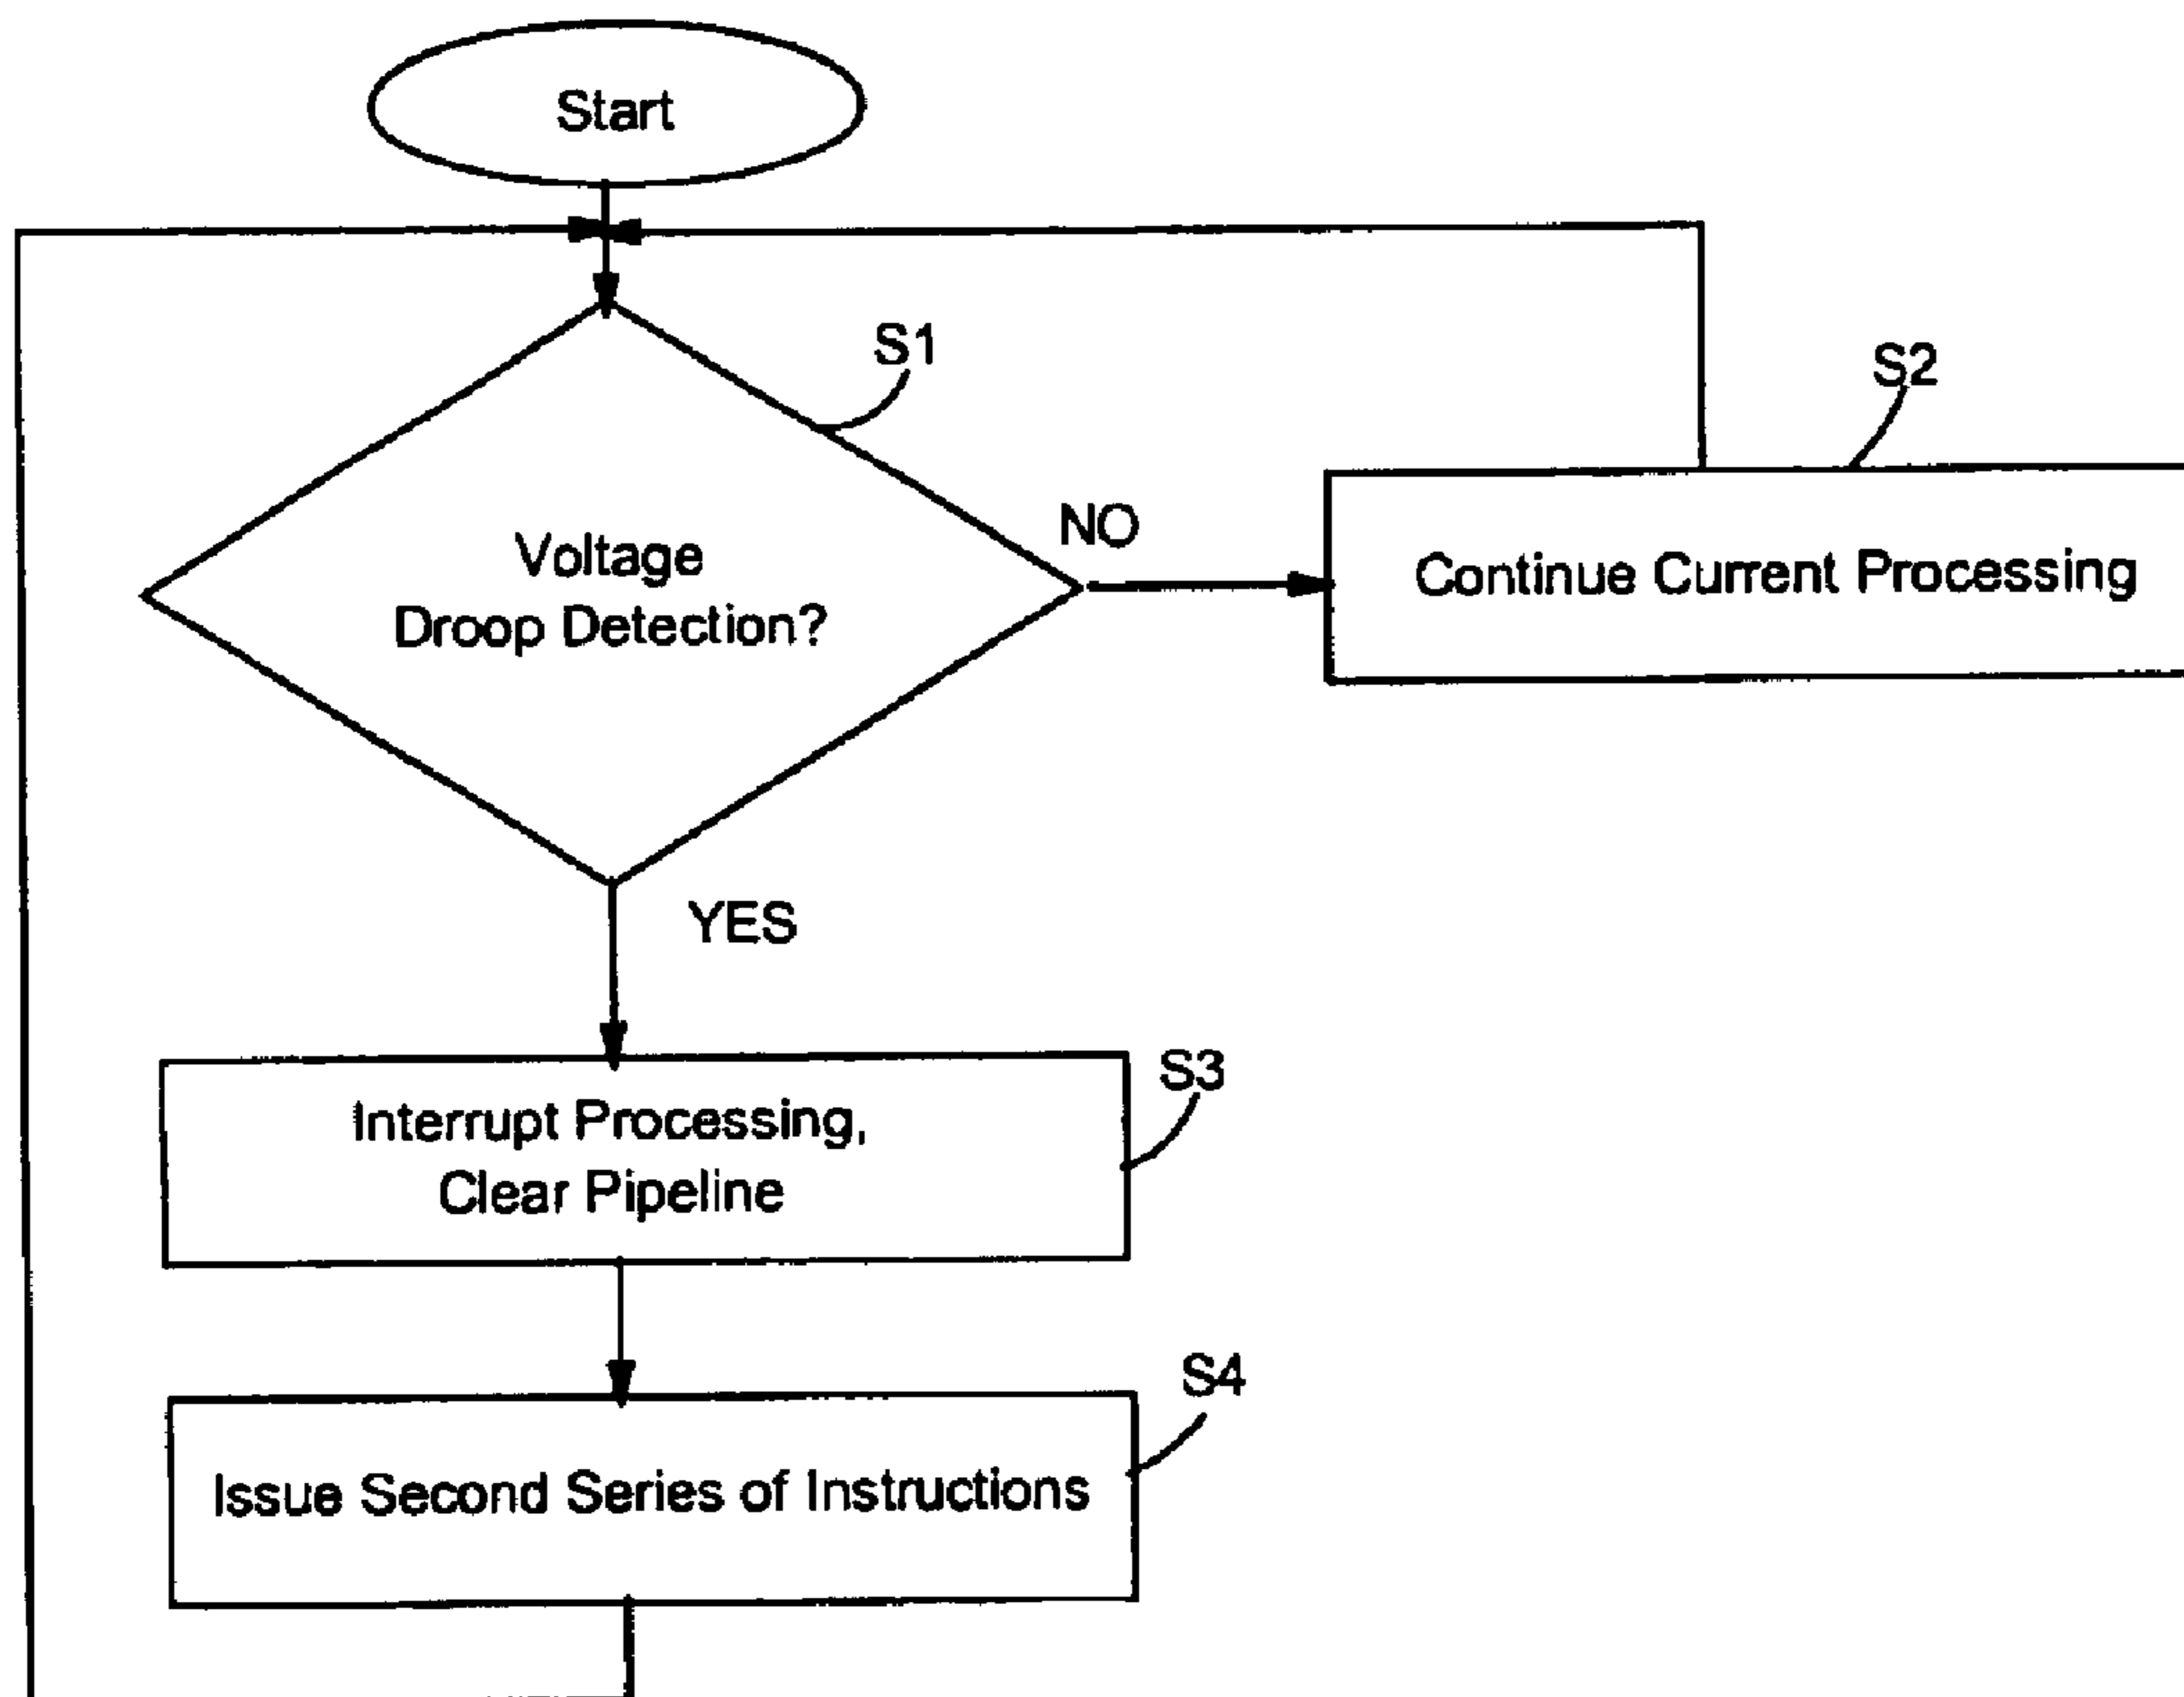 Start
S1
S2
Voltage
Droop Detection?
NO
Continue Current Processing
YES
S3
Interrupt Processing,
Clear Pipeline
S4
Issue Second Series of Instructions